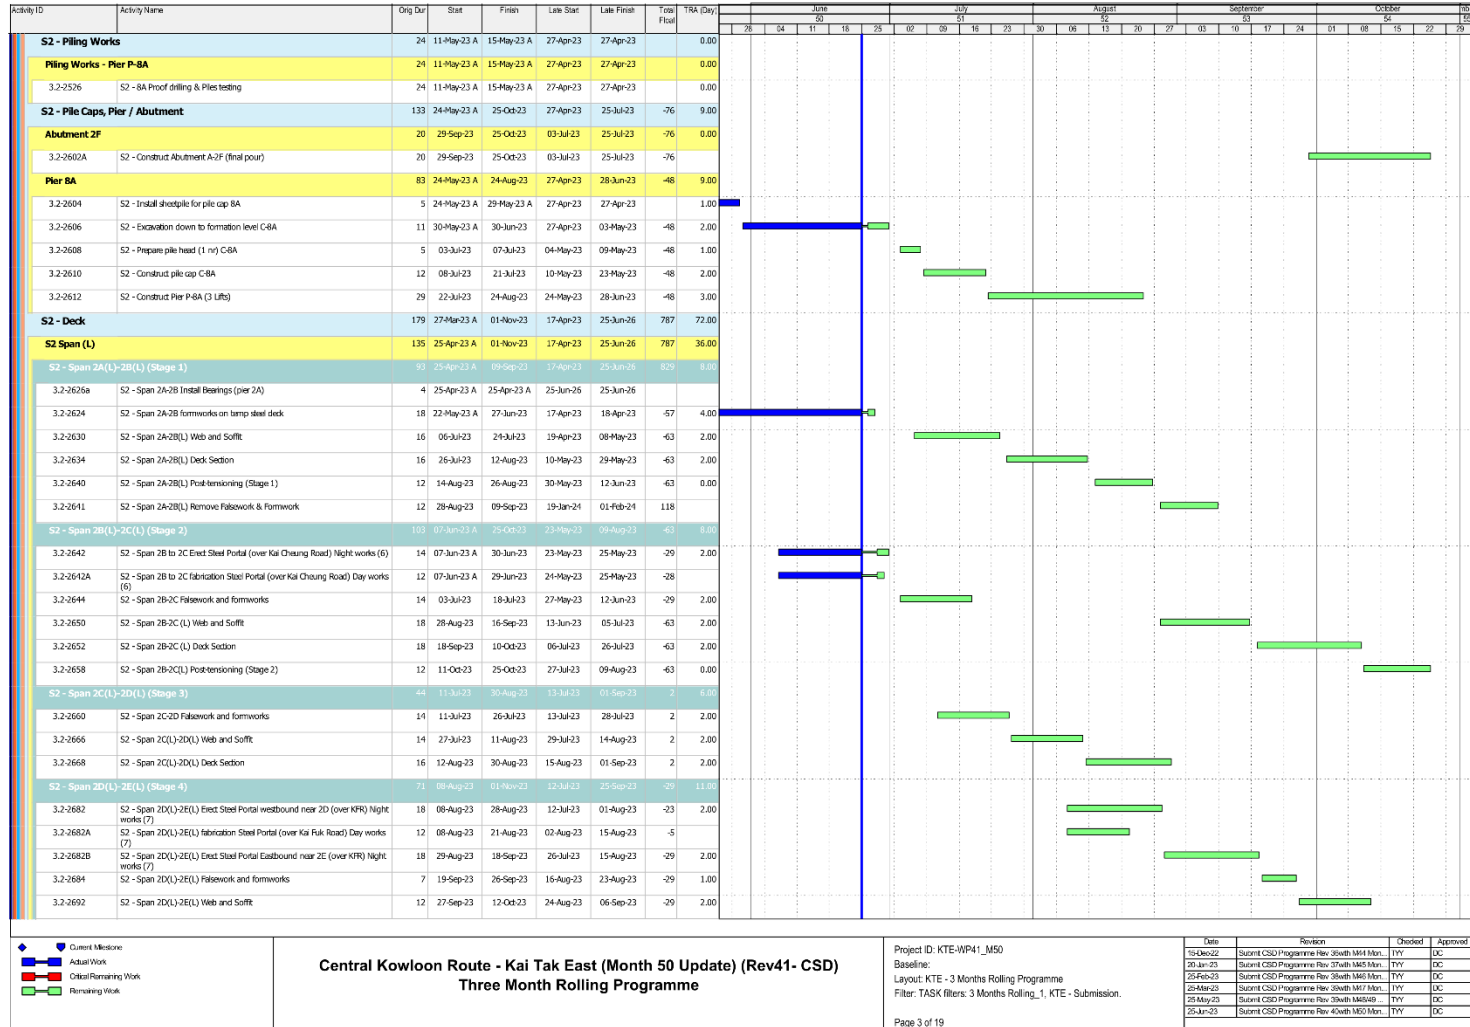 Activity ID Activity Name Orig Dur Start Finish Late Start Late Finish Total Float TRA (Day) June July August September October
50 51 52 53 54
28 04 11 18 25 02 09 16 23 30 06 13 20 27 03 10 17 24 01 08 15 22 29
S2 - Piling Works 24 11-May-23 A 15-May-23 A 27-Apr-23 27-Apr-23 0.00
Piling Works - Pier P-8A 24 11-May-23 A 15-May-23 A 27-Apr-23 27-Apr-23 0.00
3.2-2526 S2 - 8A Proof drilling & Piles testing 24 11-May-23 A 15-May-23 A 27-Apr-23 27-Apr-23 0.00
S2 - Pile Caps, Pier / Abutment 133 24-May-23 A 25-Oct-23 27-Apr-23 25-Jul-23 -76 9.00
Abutment 2F 20 29-Sep-23 25-Oct-23 03-Jul-23 25-Jul-23 -76 0.00
3.2-2602A S2 - Construct Abutment A-2F (final pour) 20 29-Sep-23 25-Oct-23 03-Jul-23 25-Jul-23 -76
Pier 8A 83 24-May-23 A 24-Aug-23 27-Apr-23 28-Jun-23 -48 9.00
3.2-2604 S2 - Install sheetpile for pile cap 8A 5 24-May-23 A 29-May-23 A 27-Apr-23 27-Apr-23 1.00
3.2-2606 S2 - Excavation down to formation level C-8A 11 30-May-23 A 30-Jun-23 27-Apr-23 03-May-23 -48 2.00
3.2-2608 S2 - Prepare pile head (1 nr) C-8A 5 03-Jul-23 07-Jul-23 04-May-23 09-May-23 -48 1.00
3.2-2610 S2 - Construct pile cap C-8A 12 08-Jul-23 21-Jul-23 10-May-23 23-May-23 -48 2.00
3.2-2612 S2 - Construct Pier P-8A (3 Lifts) 29 22-Jul-23 24-Aug-23 24-May-23 28-Jun-23 -48 3.00
S2 - Deck 179 27-Mar-23 A 01-Nov-23 17-Apr-23 25-Jun-26 787 72.00
S2 Span (L) 135 25-Apr-23 A 01-Nov-23 17-Apr-23 25-Jun-26 787 36.00
S2 - Span 2A(L)-2B(L) (Stage 1) 93 25-Apr-23 A 09-Sep-23 17-Apr-23 25-Jun-26 829 8.00
3.2-2626a S2 - Span 2A-2B Install Bearings (pier 2A) 4 25-Apr-23 A 25-Apr-23 A 25-Jun-26 25-Jun-26
3.2-2624 S2 - Span 2A-2B formworks on temp steel deck 18 22-May-23 A 27-Jun-23 17-Apr-23 18-Apr-23 -57 4.00
3.2-2630 S2 - Span 2A-2B(L) Web and Soffit 16 06-Jul-23 24-Jul-23 19-Apr-23 08-May-23 -63 2.00
3.2-2634 S2 - Span 2A-2B(L) Deck Section 16 26-Jul-23 12-Aug-23 10-May-23 29-May-23 -63 2.00
3.2-2640 S2 - Span 2A-2B(L) Post-tensioning (Stage 1) 12 14-Aug-23 26-Aug-23 30-May-23 12-Jun-23 -63 0.00
3.2-2641 S2 - Span 2A-2B(L) Remove Falsework & Formwork 12 28-Aug-23 09-Sep-23 19-Jan-24 01-Feb-24 118
S2 - Span 2B(L)-2C(L) (Stage 2) 103 07-Jun-23 A 25-Oct-23 23-May-23 09-Aug-23 -63 8.00
3.2-2642 S2 - Span 2B to 2C Erect Steel Portal (over Kai Cheung Road) Night works (6) 14 07-Jun-23 A 30-Jun-23 23-May-23 25-May-23 -29 2.00
3.2-2642A S2 - Span 2B to 2C fabrication Steel Portal (over Kai Cheung Road) Day works 12 07-Jun-23 A 29-Jun-23 24-May-23 25-May-23 -28
(6)
3.2-2644 S2 - Span 2B-2C Falsework and formworks 14 03-Jul-23 18-Jul-23 27-May-23 12-Jun-23 -29 2.00
3.2-2650 S2 - Span 2B-2C (L) Web and Soffit 18 28-Aug-23 16-Sep-23 13-Jun-23 05-Jul-23 -63 2.00
3.2-2652 S2 - Span 2B-2C (L) Deck Section 18 18-Sep-23 10-Oct-23 06-Jul-23 26-Jul-23 -63 2.00
3.2-2658 S2 - Span 2B-2C(L) Post-tensioning (Stage 2) 12 11-Oct-23 25-Oct-23 27-Jul-23 09-Aug-23 -63 0.00
S2 - Span 2C(L)-2D(L) (Stage 3) 44 11-Jul-23 30-Aug-23 13-Jul-23 01-Sep-23 2 6.00
3.2-2660 S2 - Span 2C-2D Falsework and formworks 14 11-Jul-23 26-Jul-23 13-Jul-23 28-Jul-23 2 2.00
3.2-2666 S2 - Span 2C(L)-2D(L) Web and Soffit 14 27-Jul-23 11-Aug-23 29-Jul-23 14-Aug-23 2 2.00
3.2-2668 S2 - Span 2C(L)-2D(L) Deck Section 16 12-Aug-23 30-Aug-23 15-Aug-23 01-Sep-23 2 2.00
S2 - Span 2D(L)-2E(L) (Stage 4) 71 08-Aug-23 01-Nov-23 12-Jul-23 25-Sep-23 -29 11.00
3.2-2682 S2 - Span 2D(L)-2E(L) Erect Steel Portal westbound near 2D (over KFR) Night 18 08-Aug-23 28-Aug-23 12-Jul-23 01-Aug-23 -23 2.00
works (7)
3.2-2682A S2 - Span 2D(L)-2E(L) fabrication Steel Portal (over Kai Fuk Road) Day works 12 08-Aug-23 21-Aug-23 02-Aug-23 15-Aug-23 -5
(7)
3.2-2682B S2 - Span 2D(L)-2E(L) Erect Steel Portal Eastbound near 2E (over KFR) Night 18 29-Aug-23 18-Sep-23 26-Jul-23 15-Aug-23 -29 2.00
works (7)
3.2-2684 S2 - Span 2D(L)-2E(L) Falsework and formworks 7 19-Sep-23 26-Sep-23 16-Aug-23 23-Aug-23 -29 1.00
3.2-2692 S2 - Span 2D(L)-2E(L) Web and Soffit 12 27-Sep-23 12-Oct-23 24-Aug-23 06-Sep-23 -29 2.00
Current Milestone
Actual Work
Critical Remaining Work
Remaining Work
Central Kowloon Route - Kai Tak East (Month 50 Update) (Rev41- CSD)
Three Month Rolling Programme
Project ID: KTE-WP41_M50
Baseline:
Layout: KTE - 3 Months Rolling Programme
Filter: TASK filters: 3 Months Rolling_1, KTE - Submission.
Page 3 of 19
Date Revision Checked Approved
15-Dec-22 Submit CSD Programme Rev 36with M44 Mon... TYY DC
20-Jan-23 Submit CSD Programme Rev 37with M45 Mon... TYY DC
25-Feb-23 Submit CSD Programme Rev 38with M46 Mon... TYY DC
25-Mar-23 Submit CSD Programme Rev 39with M47 Mon... TYY DC
25-May-23 Submit CSD Programme Rev 39with M48/49 ... TYY DC
25-Jun-23 Submit CSD Programme Rev 40with M50 Mon... TYY DC